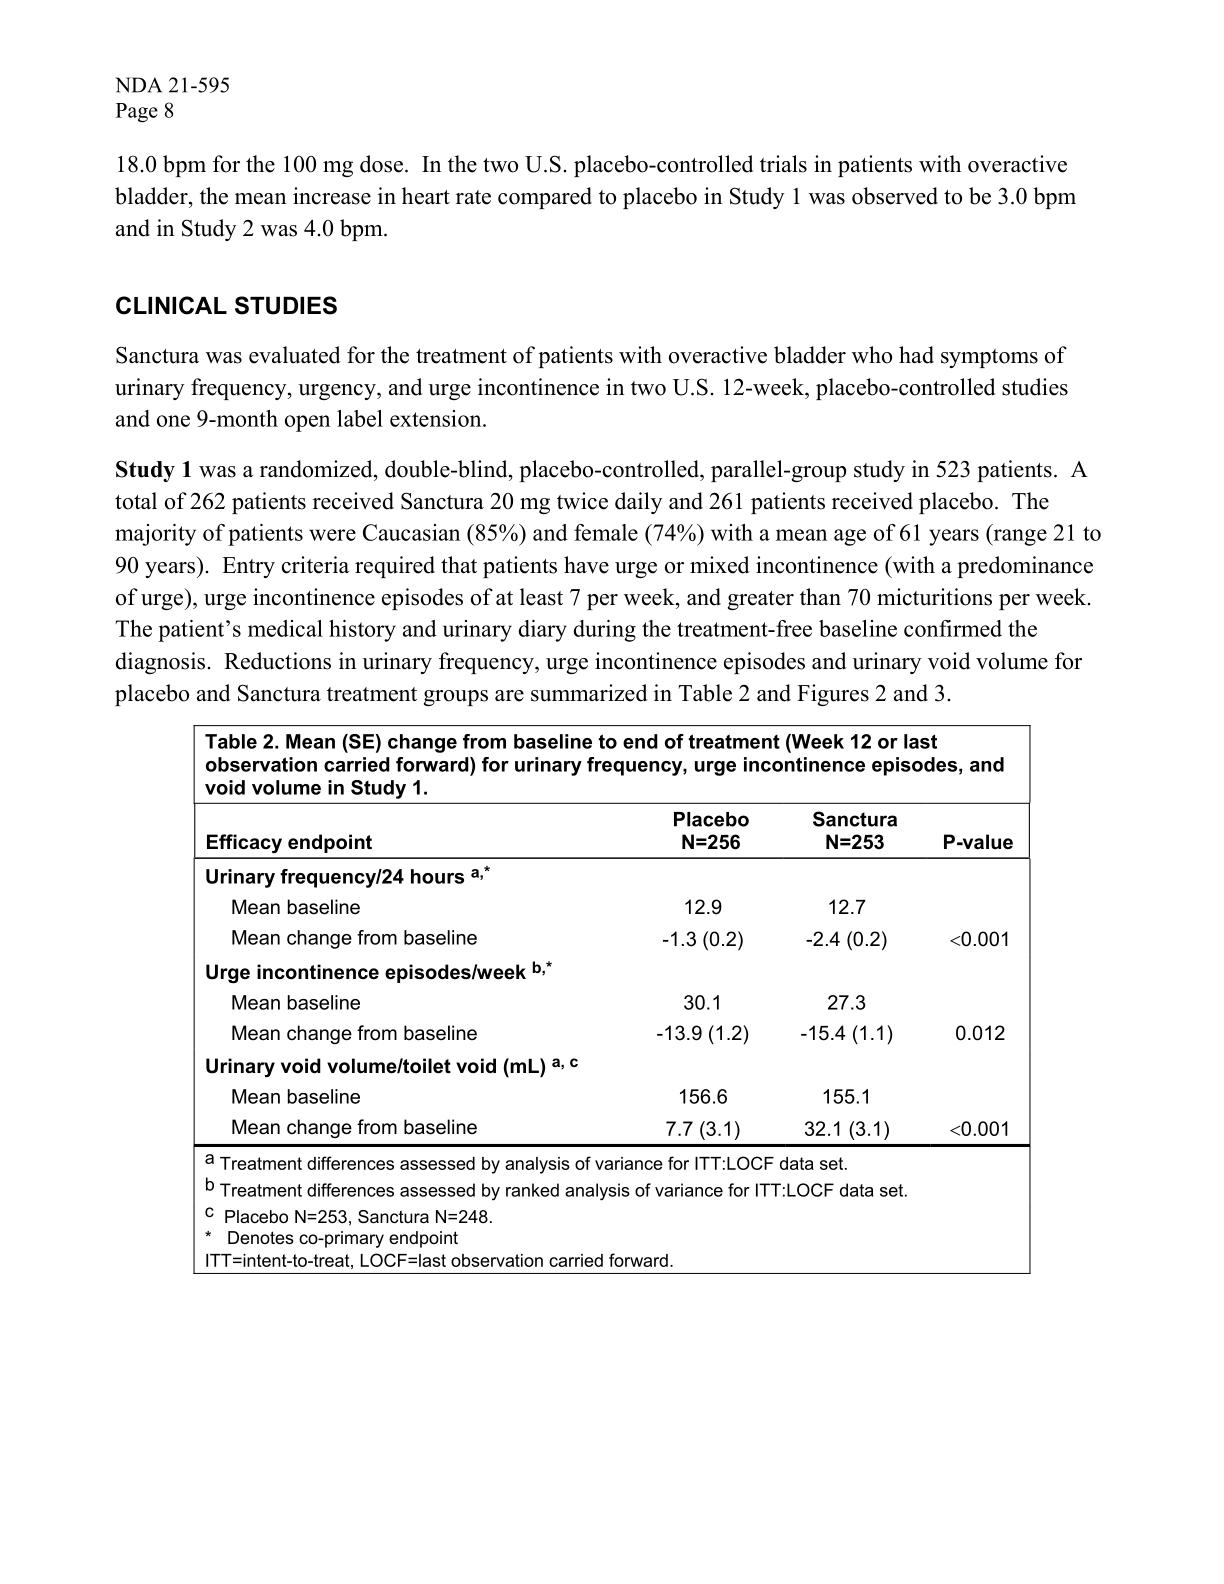 NDA 21-595
Page 8
18.0 bpm for the 100 mg dose.  In the two U.S. placebo-controlled trials in patients with overactive
bladder, the mean increase in heart rate compared to placebo in Study 1 was observed to be 3.0 bpm
and in Study 2 was 4.0 bpm.
CLINICAL STUDIES
Sanctura was evaluated for the treatment of patients with overactive bladder who had symptoms of
urinary frequency, urgency, and urge incontinence in two U.S. 12-week, placebo-controlled studies
and one 9-month open label extension.
Study 1 was a randomized, double-blind, placebo-controlled, parallel-group study in 523 patients.  A
total of 262 patients received Sanctura 20 mg twice daily and 261 patients received placebo.  The
majority of patients were Caucasian (85%) and female (74%) with a mean age of 61 years (range 21 to
90 years).  Entry criteria required that patients have urge or mixed incontinence (with a predominance
of urge), urge incontinence episodes of at least 7 per week, and greater than 70 micturitions per week.
The patient’s medical history and urinary diary during the treatment-free baseline confirmed the
diagnosis.  Reductions in urinary frequency, urge incontinence episodes and urinary void volume for
placebo and Sanctura treatment groups are summarized in Table 2 and Figures 2 and 3.
Table 2. Mean (SE) change from baseline to end of treatment (Week 12 or last
observation carried forward) for urinary frequency, urge incontinence episodes, and
void volume in Study 1.
Placebo Sanctura
Efficacy endpoint N=256 N=253 P-value
Urinary frequency/24 hours a,*
Mean baseline 12.9 12.7
Mean change from baseline -1.3 (0.2) -2.4 (0.2) <0.001
Urge incontinence episodes/week b,*
Mean baseline 30.1 27.3
Mean change from baseline -13.9 (1.2) -15.4 (1.1) 0.012
Urinary void volume/toilet void (mL) a, c
Mean baseline 156.6 155.1
Mean change from baseline 7.7 (3.1) 32.1 (3.1) <0.001
a Treatment differences assessed by analysis of variance for ITT:LOCF data set.
b Treatment differences assessed by ranked analysis of variance for ITT:LOCF data set.
c Placebo N=253, Sanctura N=248.
* Denotes co-primary endpoint
ITT=intent-to-treat, LOCF=last observation carried forward.